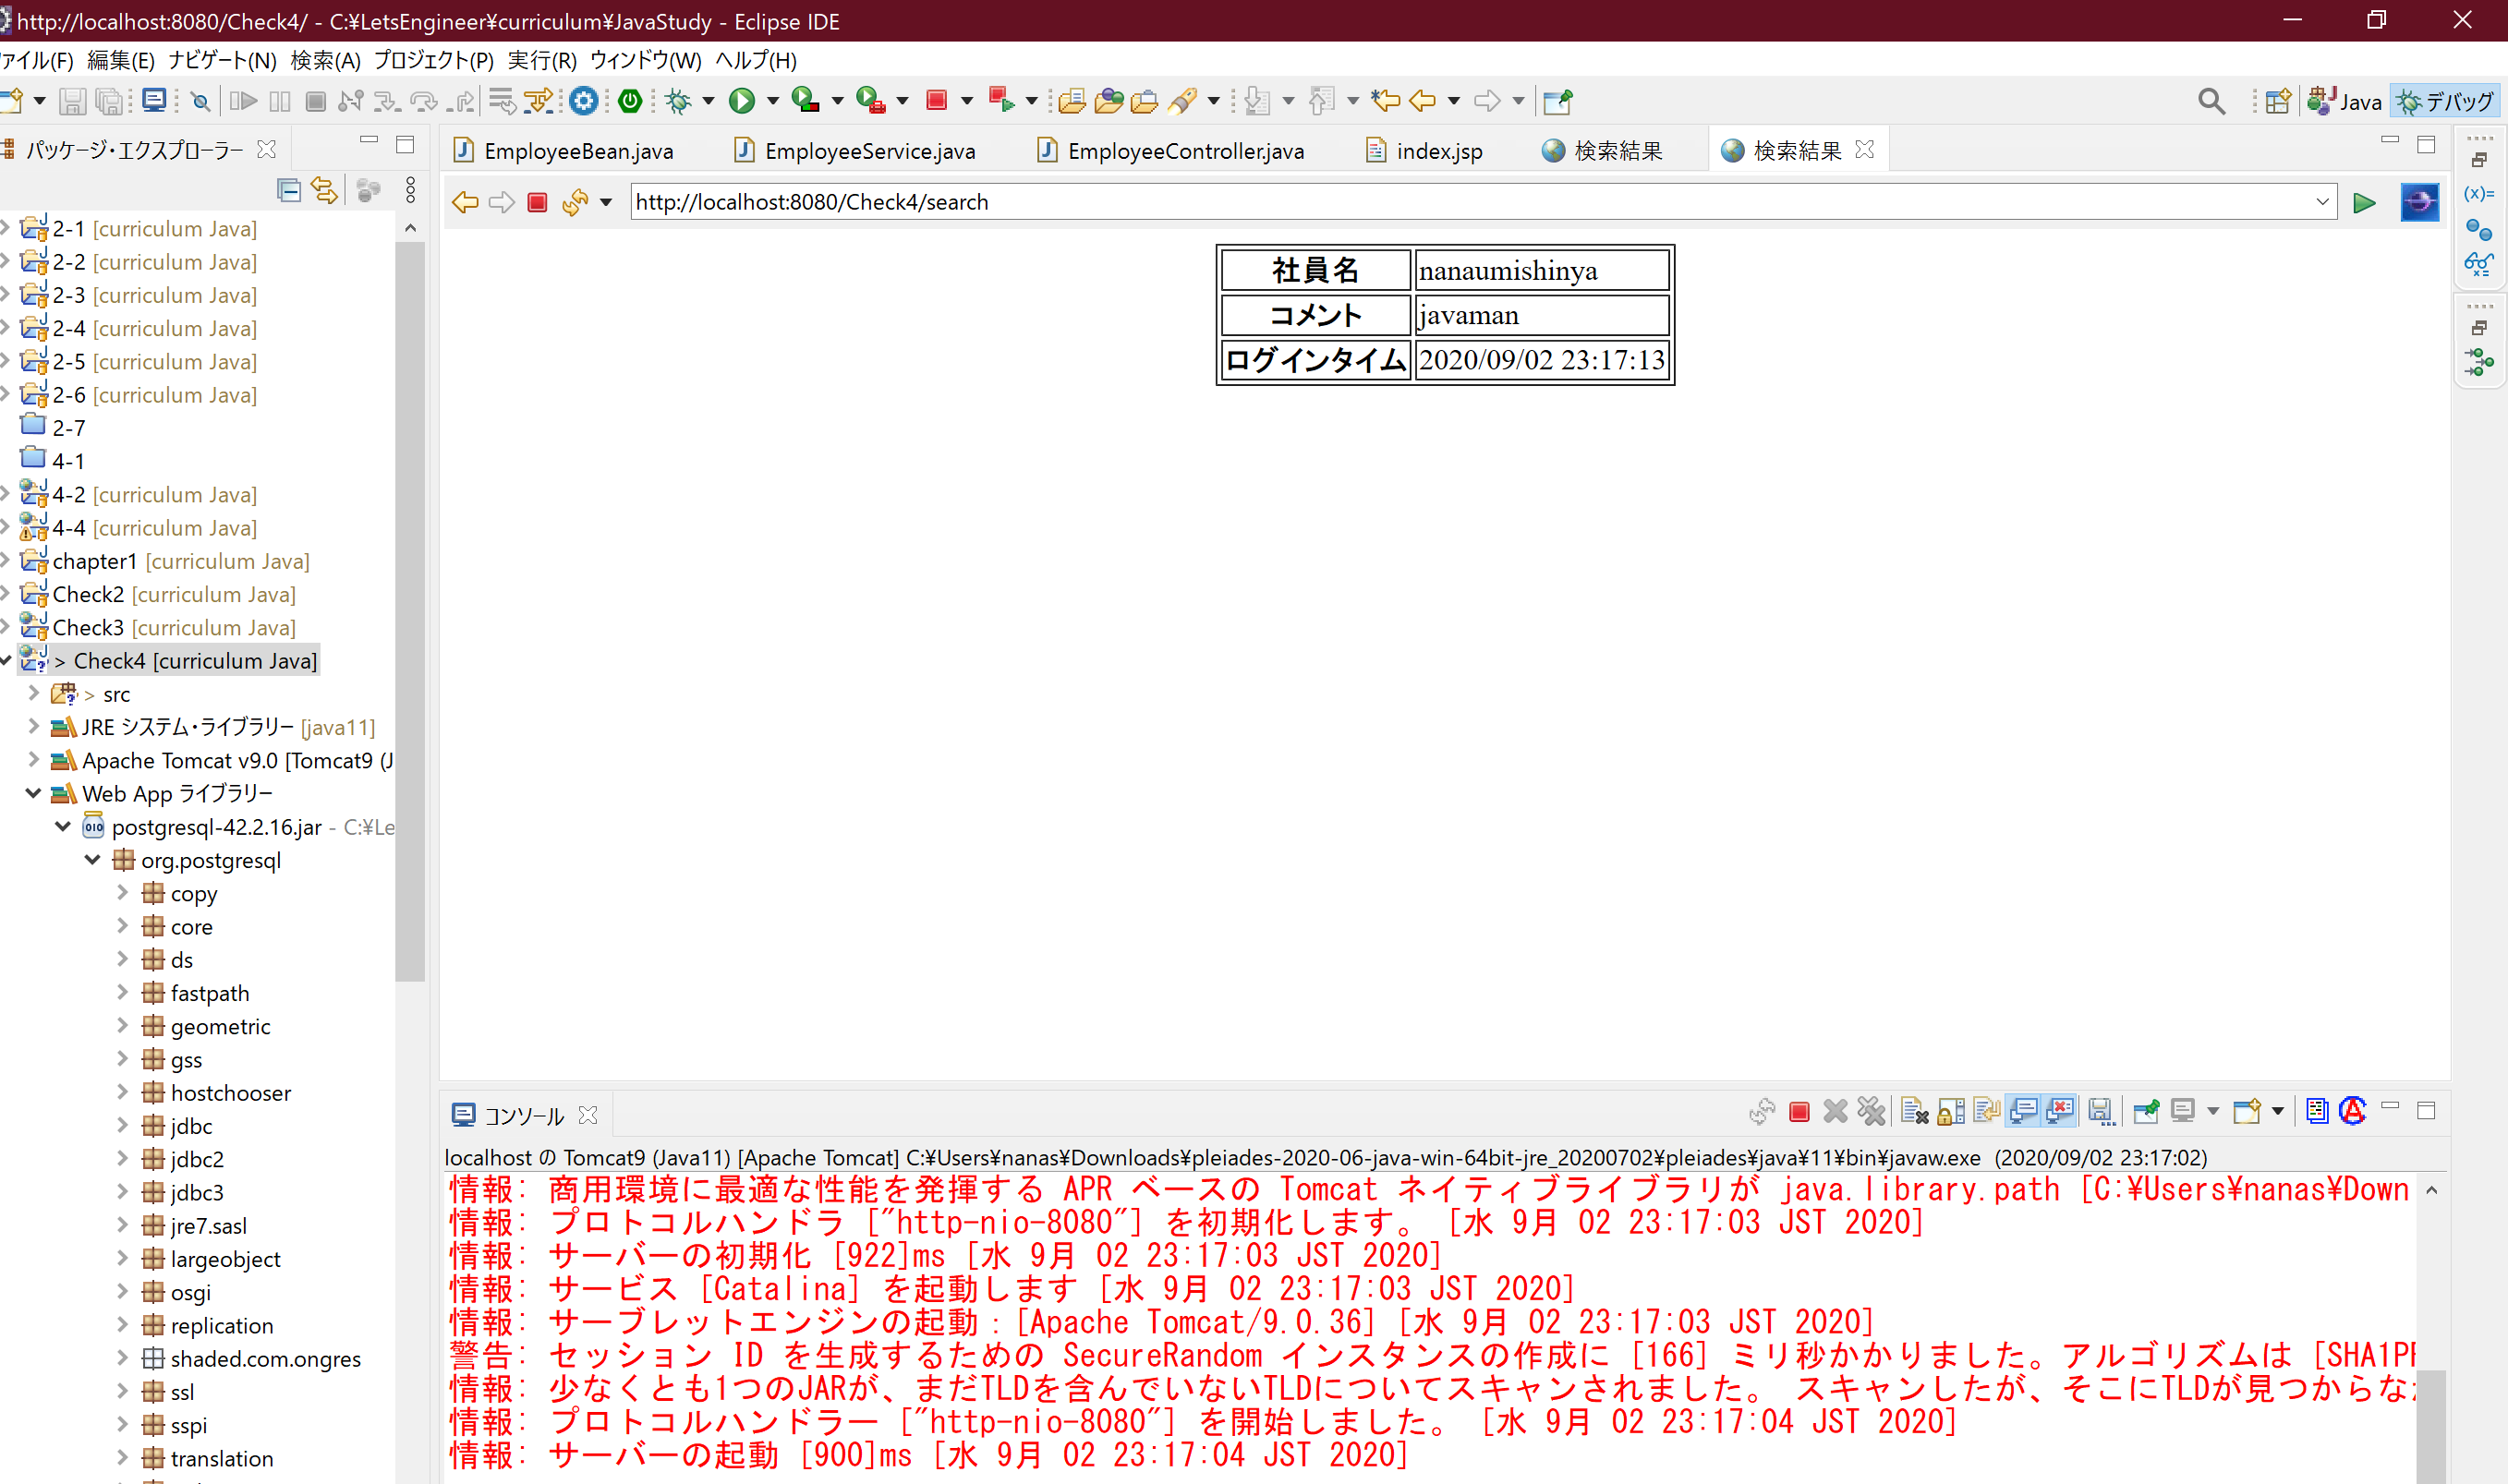 http://localhost:8080/Check4/ - C:¥LetsEngineer¥curriculum¥JavaStudy - Eclipse IDE
ァイル(F) 編集(E) ナビゲート(N) 検索(A) プロジェクト(P) 実行(R) ウィンドウ(W) ヘルプ(H)
Java デバッグ
パッケージ・エクスプローラー
2-1 [curriculum Java]
2-2 [curriculum Java]
2-3 [curriculum Java]
2-4 [curriculum Java]
2-5 [curriculum Java]
2-6 [curriculum Java]
2-7
4-1
4-2 [curriculum Java]
4-4 [curriculum Java]
chapter1 [curriculum Java]
Check2 [curriculum Java]
Check3 [curriculum Java]
> Check4 [curriculum Java]
> src
JRE システム・ライブラリー [java11]
Apache Tomcat v9.0 [Tomcat9 (J
Web App ライブラリー
postgresql-42.2.16.jar - C:¥Le
org.postgresql
copy
core
ds
fastpath
geometric
gss
hostchooser
jdbc
jdbc2
jdbc3
jre7.sasl
largeobject
osgi
replication
shaded.com.ongres
ssl
sspi
translation
EmployeeBean.java EmployeeService.java EmployeeController.java index.jsp 検索結果 検索結果
http://localhost:8080/Check4/search
社員名 nanaumishinya
コメント javaman
ログインタイム 2020/09/02 23:17:13
(x)=
コンソール
localhost の Tomcat9 (Java11) [Apache Tomcat] C:¥Users¥nanas¥Downloads¥pleiades-2020-06-java-win-64bit-jre_20200702¥pleiades¥java¥11¥bin¥javaw.exe (2020/09/02 23:17:02)
情報: 商用環境に最適な性能を発揮する APR ベースの Tomcat ネイティブライブラリが java.library.path [C:¥Users¥nanas¥Down
情報: プロトコルハンドラ ["http-nio-8080"] を初期化します。 [水 9月 02 23:17:03 JST 2020]
情報: サーバーの初期化 [922]ms [水 9月 02 23:17:03 JST 2020]
情報: サービス [Catalina] を起動します [水 9月 02 23:17:03 JST 2020]
情報: サーブレットエンジンの起動：[Apache Tomcat/9.0.36] [水 9月 02 23:17:03 JST 2020]
警告: セッション ID を生成するための SecureRandom インスタンスの作成に [166] ミリ秒かかりました。アルゴリズムは [SHA1P
情報: 少なくとも1つのJARが、まだTLDを含んでいないTLDについてスキャンされました。 スキャンしたが、そこにTLDが見つからな
情報: プロトコルハンドラー ["http-nio-8080"] を開始しました。 [水 9月 02 23:17:04 JST 2020]
情報: サーバーの起動 [900]ms [水 9月 02 23:17:04 JST 2020]